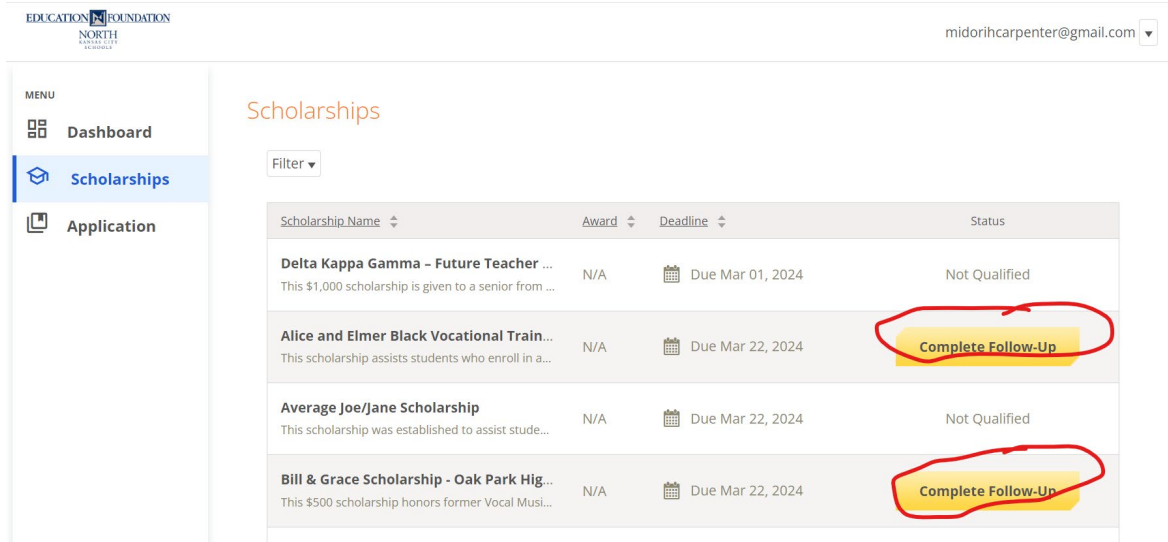 EDUCATION FOUNDATION
NORTH
KANSAS CITY
SCHOOLS
midorihcarpenter@gmail.com
MENU
Dashboard
Scholarships
Application
Scholarships
Filter
Scholarship Name Award Deadline Status
Delta Kappa Gamma – Future Teacher ...
This $1,000 scholarship is given to a senior from ...
N/A Due Mar 01, 2024 Not Qualified
Alice and Elmer Black Vocational Train...
This scholarship assists students who enroll in a...
N/A Due Mar 22, 2024 Complete Follow-Up
Average Joe/Jane Scholarship
This scholarship was established to assist stude...
N/A Due Mar 22, 2024 Not Qualified
Bill & Grace Scholarship - Oak Park Hig...
This $500 scholarship honors former Vocal Musi...
N/A Due Mar 22, 2024 Complete Follow-Up